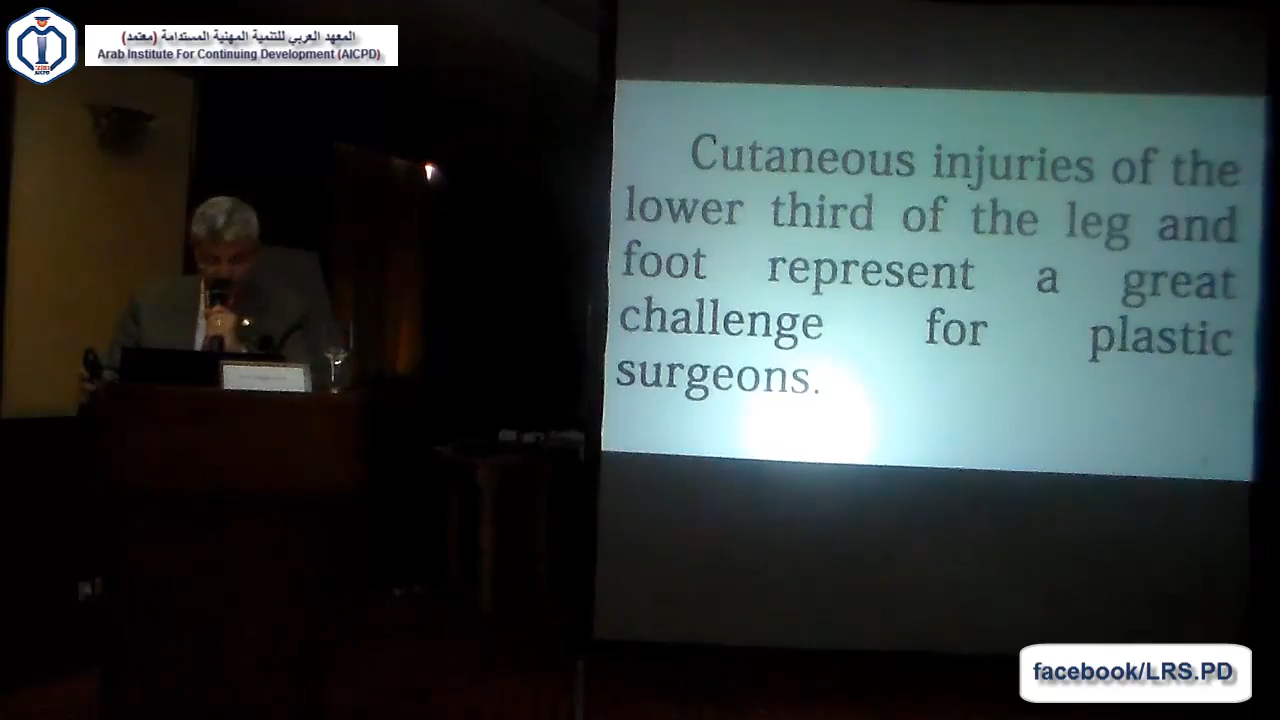 المعهد العربي للتنمية المهنية المستدامة (معتمد)
Arab Institute For Continuing Development (AICPD)
AICPD
Cutaneous injuries of the
lower third of the leg and
foot represent a great
challenge for plastic
surgeons.
facebook/LRS.PD